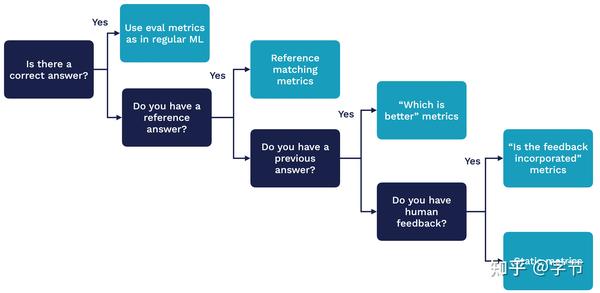 Yes
Use eval metrics
as in regular ML
Is there a
correct answer?
Yes
Reference
matching
metrics
Do you have a
reference
answer?
Yes
“Which is
better” metrics
Do you have a
previous
answer?
Yes
“Is the feedback
incorporated”
metrics
Do you have
human
feedback?
Static metrics
知乎 @字节